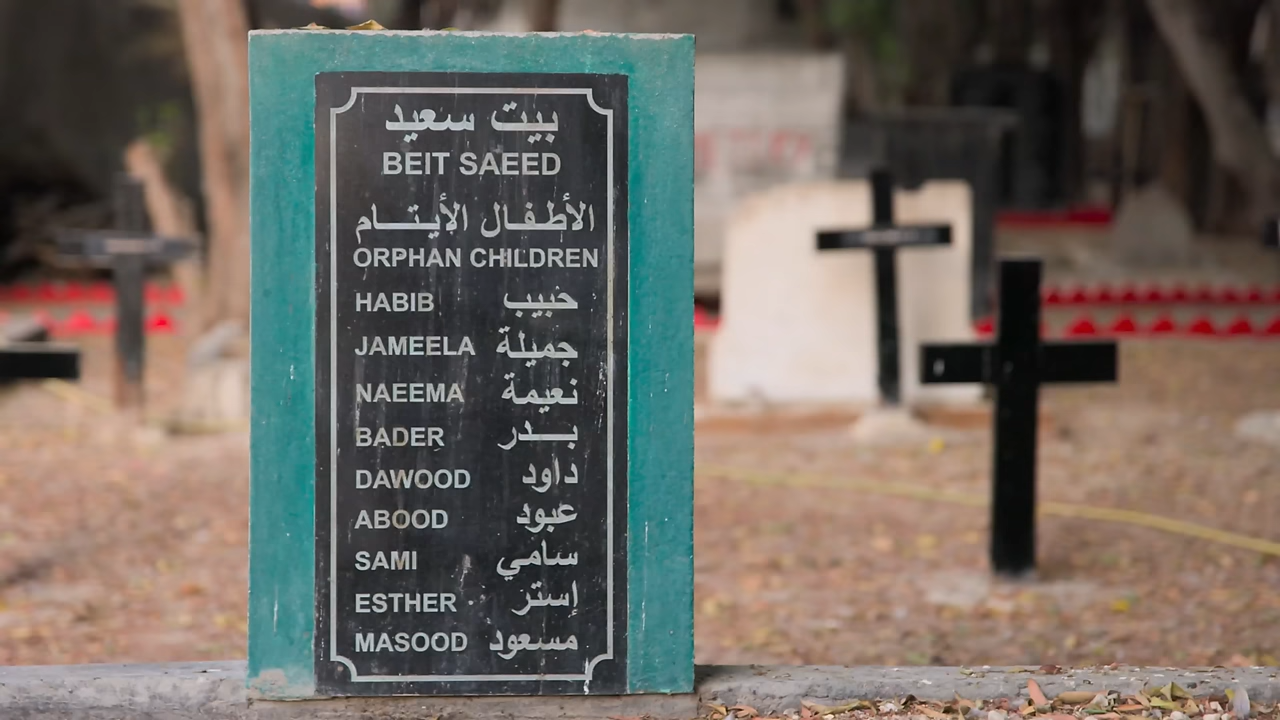 بيت سعيد
BEIT SAEED
الأطفال الأيتام
ORPHAN CHILDREN
HABIB حبيب
JAMEELA جميلة
NAEEMA نعيمة
BADER بدر
DAWOOD داود
ABOOD عبود
SAMI سامي
ESTHER إستر
MASOOD مسعود